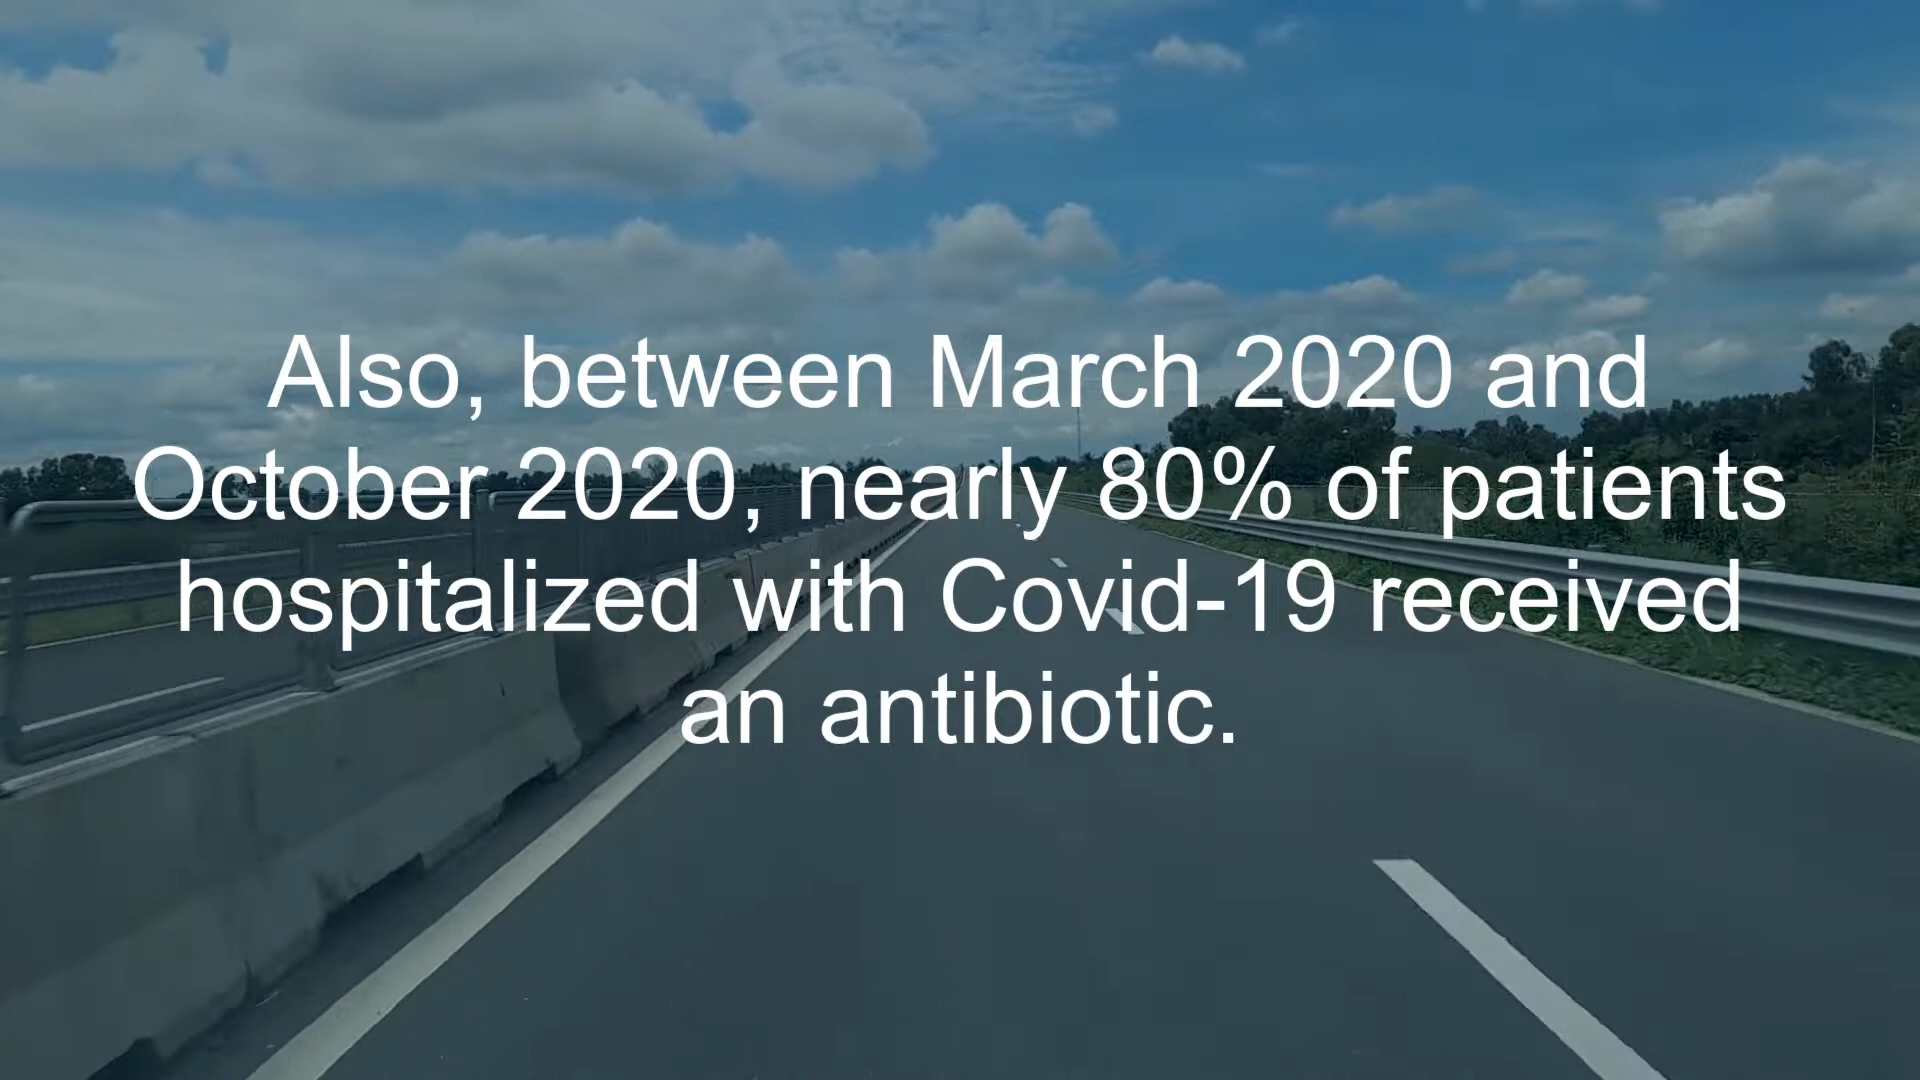 Also, between March 2020 and
October 2020, nearly 80% of patients
hospitalized with Covid-19 received
an antibiotic.